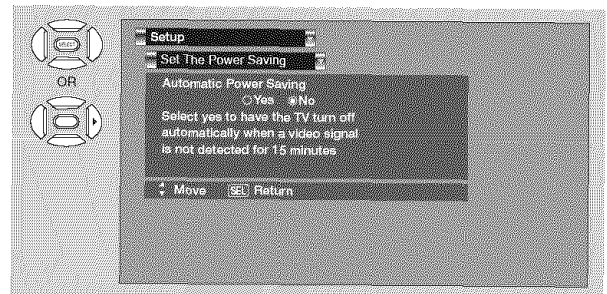 SELECT
OR
Setup
Set The Power Saving
Automatic Power Saving
Yes No
Select yes to have the TV turn off
automatically when a video signal
is not detected for 15 minutes
Move SEL Return